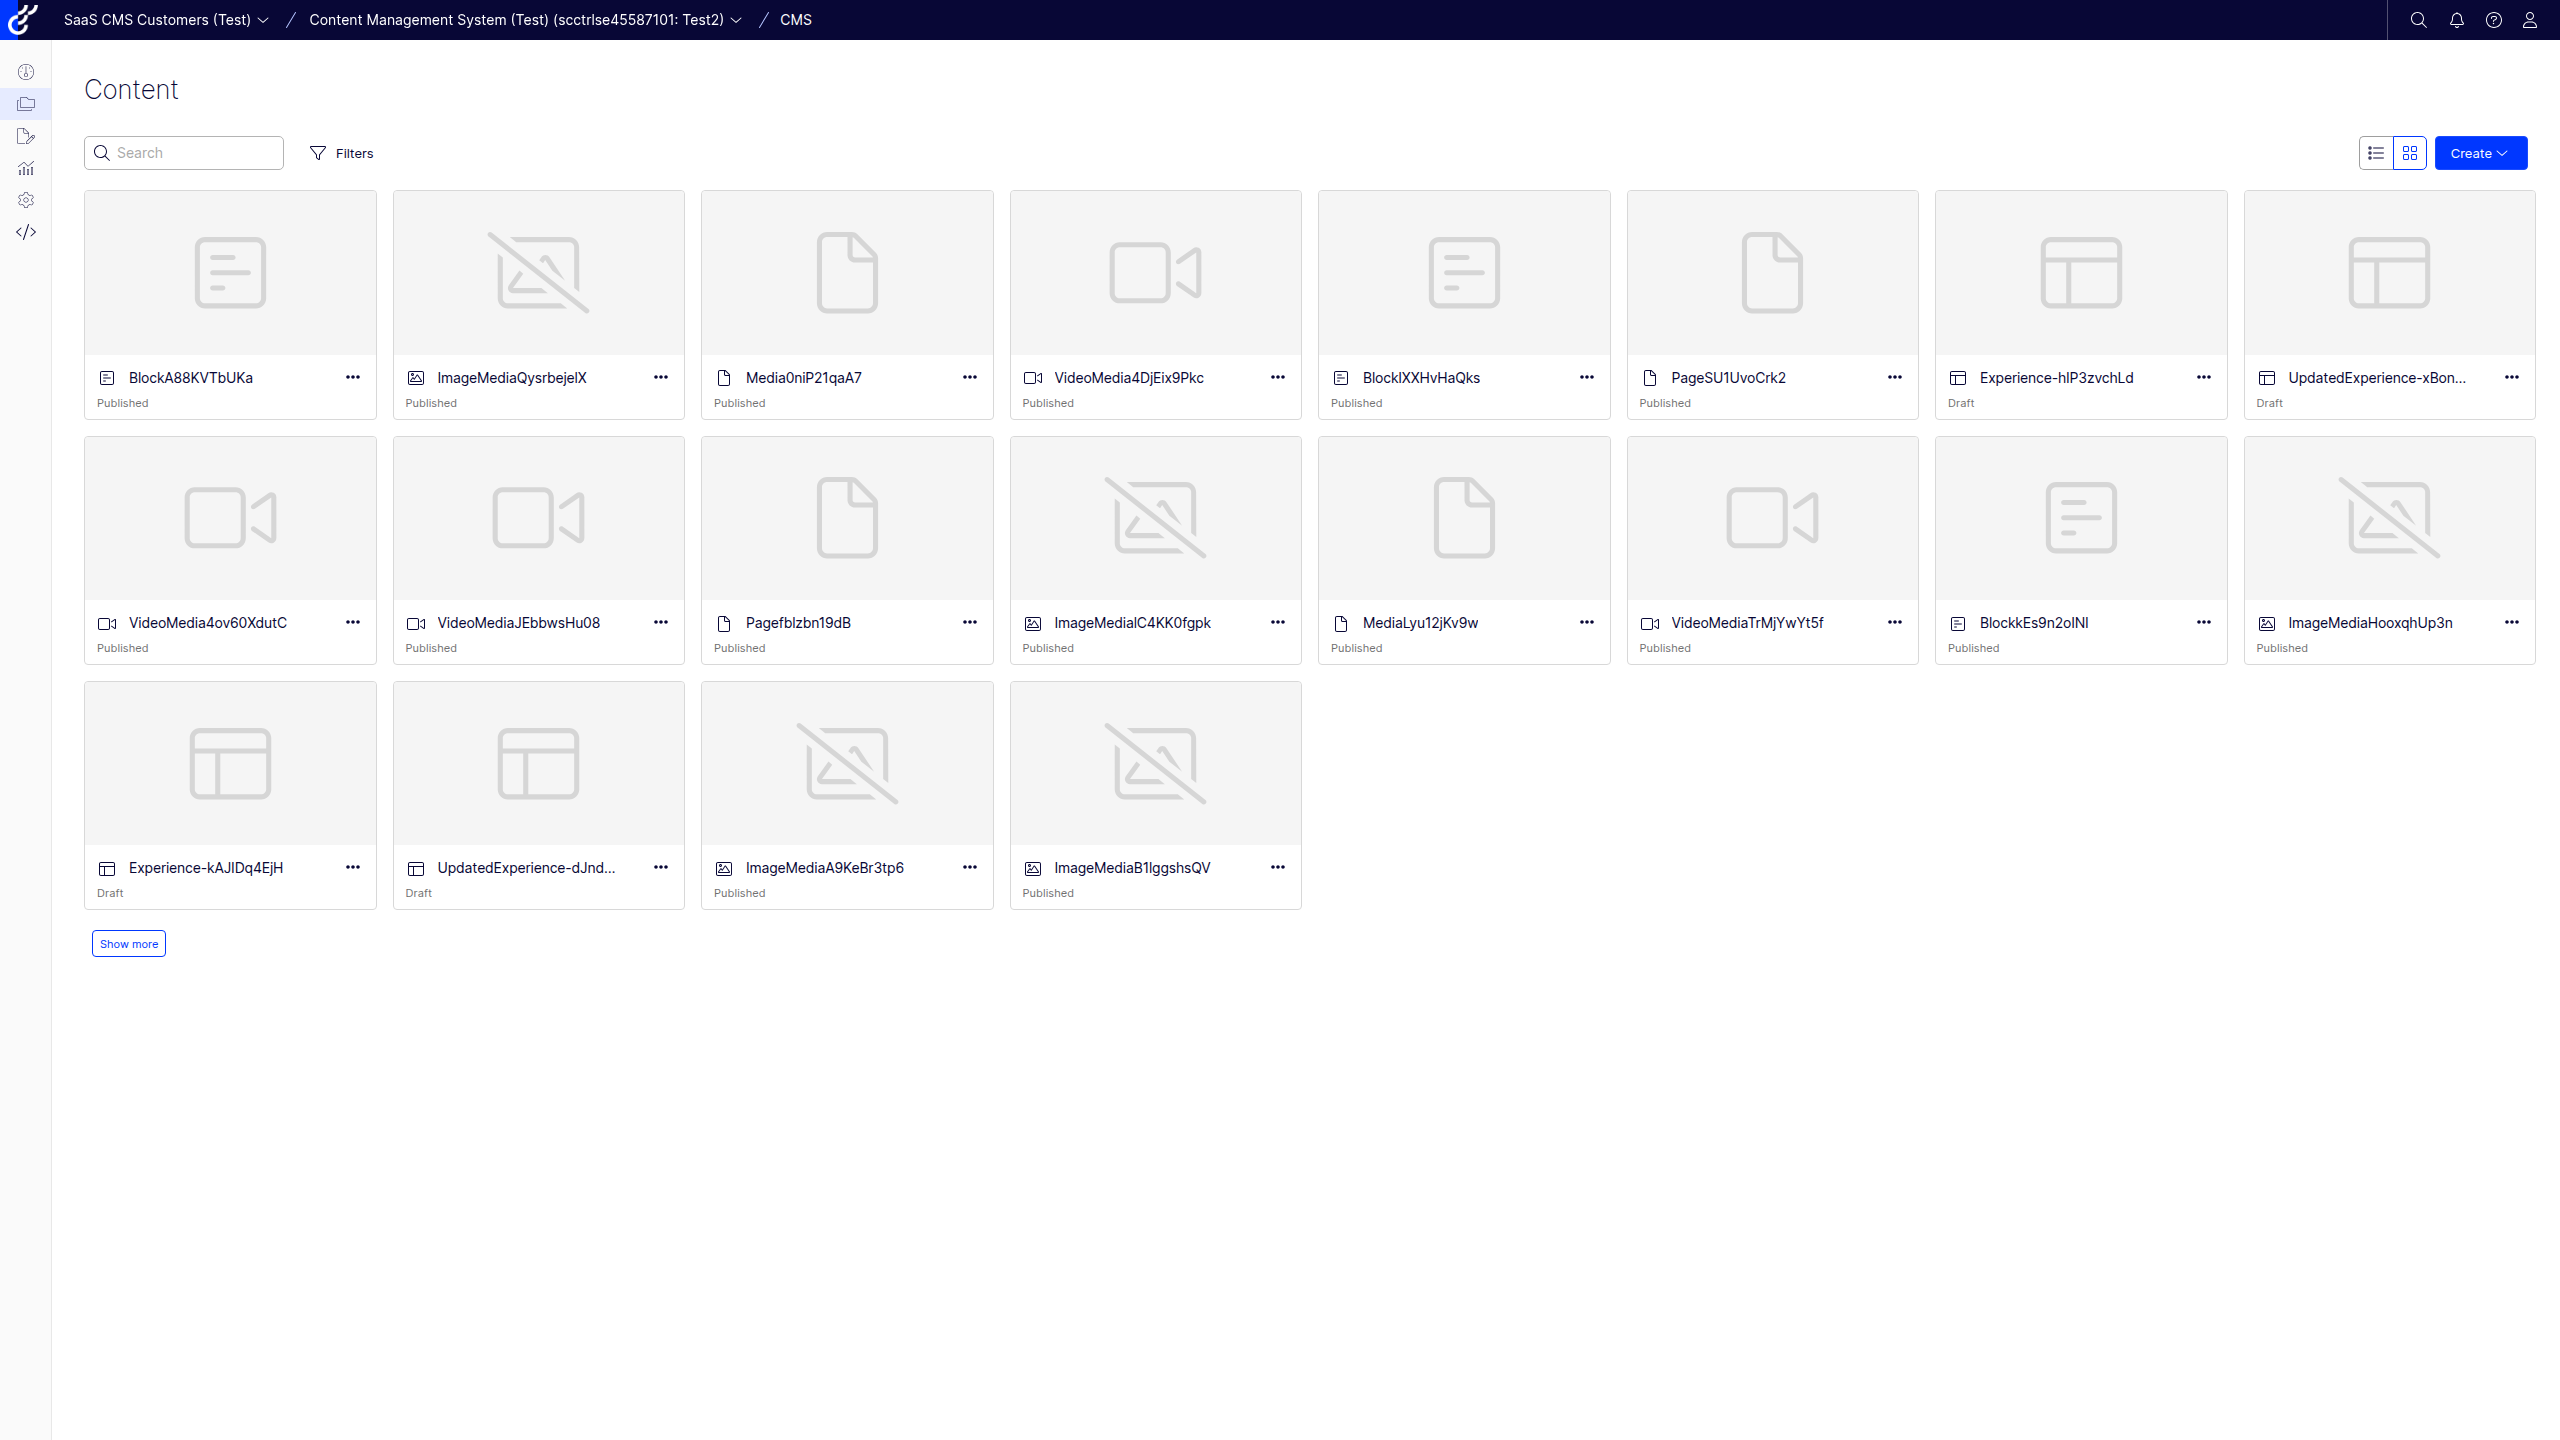 SaaS CMS Customers (Test) / Content Management System (Test) (scctrlse45587101: Test2) / CMS
Content
Search Filters Create
BlockA88KVTbUKa ImageMediaQysrbejelX Media0niP21qaA7 VideoMedia4DjEix9Pkc BlocklXXHvHaQks PageSU1UvoCrk2 Experience-hlP3zvchLd UpdatedExperience-xBon...
Published Published Published Published Published Published Draft Draft
VideoMedia4ov60XdutC VideoMediaJEbbwsHu08 Pagefblzbn19dB ImageMedialC4KK0fgpk MediaLyu12jKv9w VideoMediaTrMjYwYt5f BlockkEs9n2oINI ImageMediaHooxqhUp3n
Published Published Published Published Published Published Published Published
Experience-kAJIDq4EjH UpdatedExperience-dJnd... ImageMediaA9KeBr3tp6 ImageMediaB1lggshsQV
Draft Draft Published Published
Show more